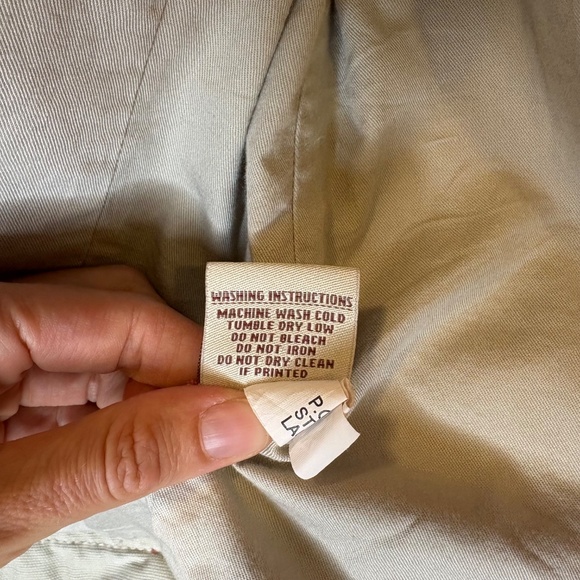 WASHING INSTRUCTIONS
MACHINE WASH COLD
TUMBLE DRY LOW
DO NOT BLEACH
DO NOT IRON
DO NOT DRY CLEAN
IF PRINTED